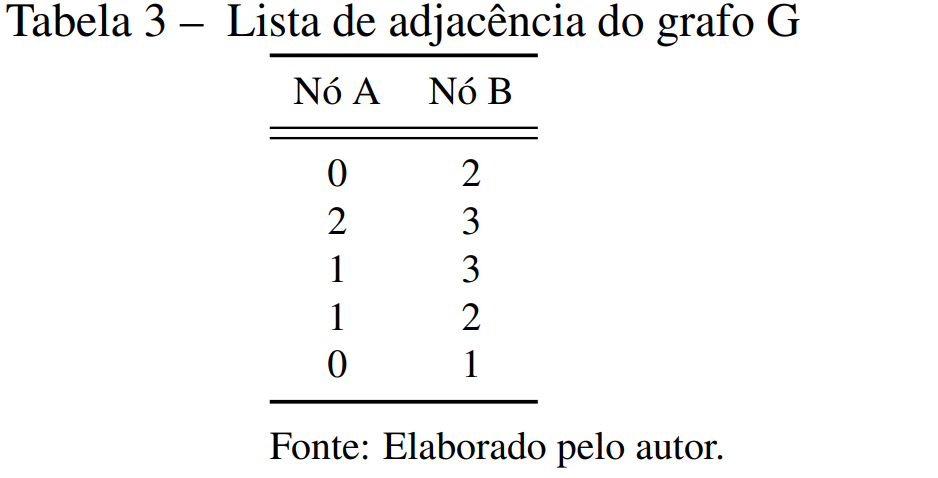 Tabela 3 – Lista de adjacência do grafo G
Nó A Nó B
0 2
2 3
1 3
1 2
0 1
Fonte: Elaborado pelo autor.